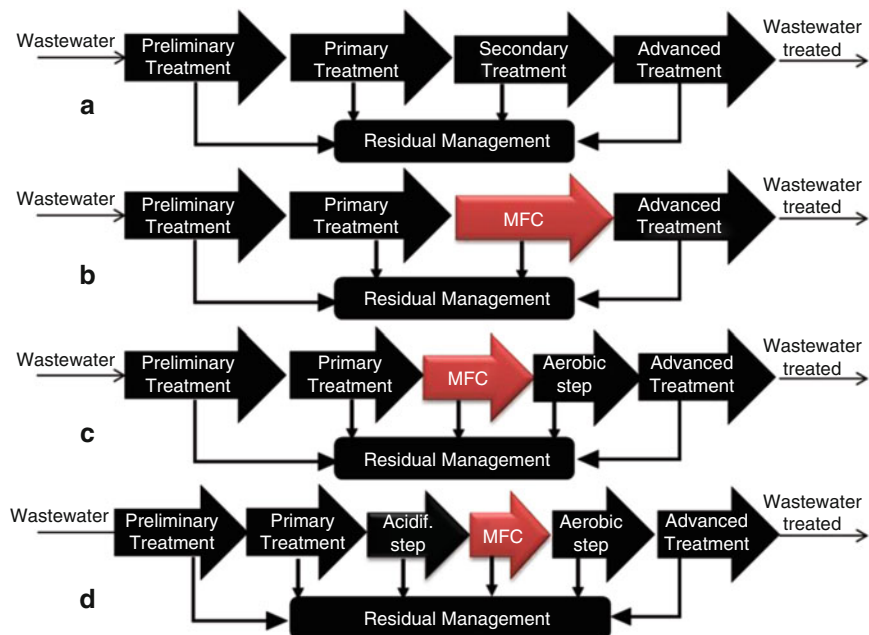 Wastewater
Preliminary
Treatment
Primary
Treatment
Secondary
Treatment
Advanced
Treatment
Wastewater
treated
a
Residual Management
Wastewater
Preliminary
Treatment
Primary
Treatment
MFC
Advanced
Treatment
Wastewater
treated
b
Residual Management
Wastewater
Preliminary
Treatment
Primary
Treatment
MFC
Aerobic
step
Advanced
Treatment
Wastewater
treated
c
Residual Management
Wastewater
Preliminary
Treatment
Primary
Treatment
Acidif.
step
MFC
Aerobic
step
Advanced
Treatment
Wastewater
treated
d
Residual Management